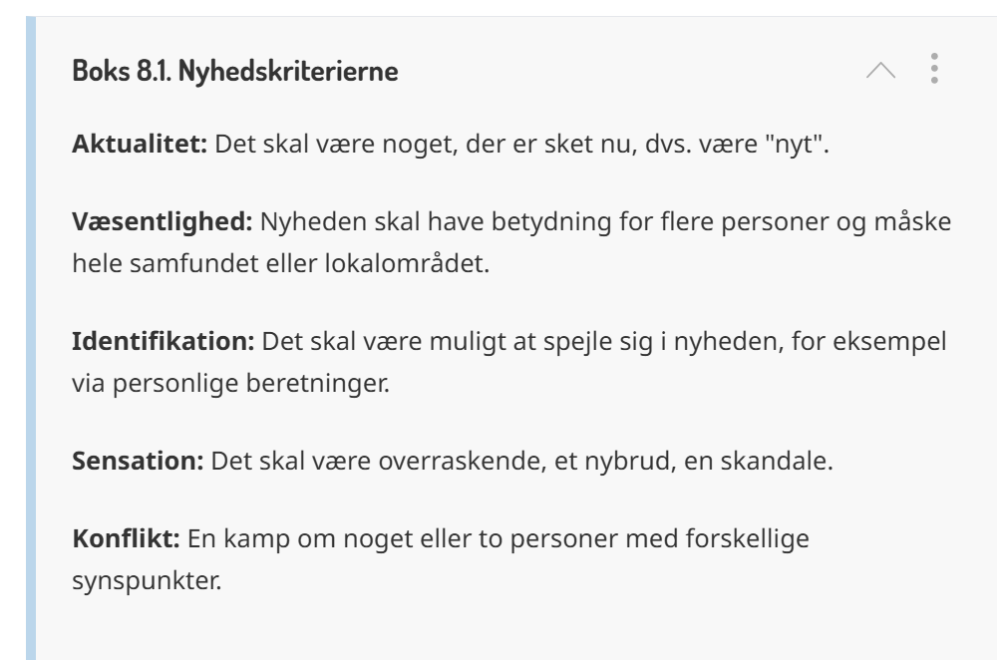 Boks 8.1. Nyhedskriterierne
Aktualitet: Det skal være noget, der er sket nu, dvs. være "nyt".
Væsentlighed: Nyheden skal have betydning for flere personer og måske
hele samfundet eller lokalområdet.
Identifikation: Det skal være muligt at spejle sig i nyheden, for eksempel
via personlige beretninger.
Sensation: Det skal være overraskende, et nybrud, en skandale.
Konflikt: En kamp om noget eller to personer med forskellige
synspunkter.